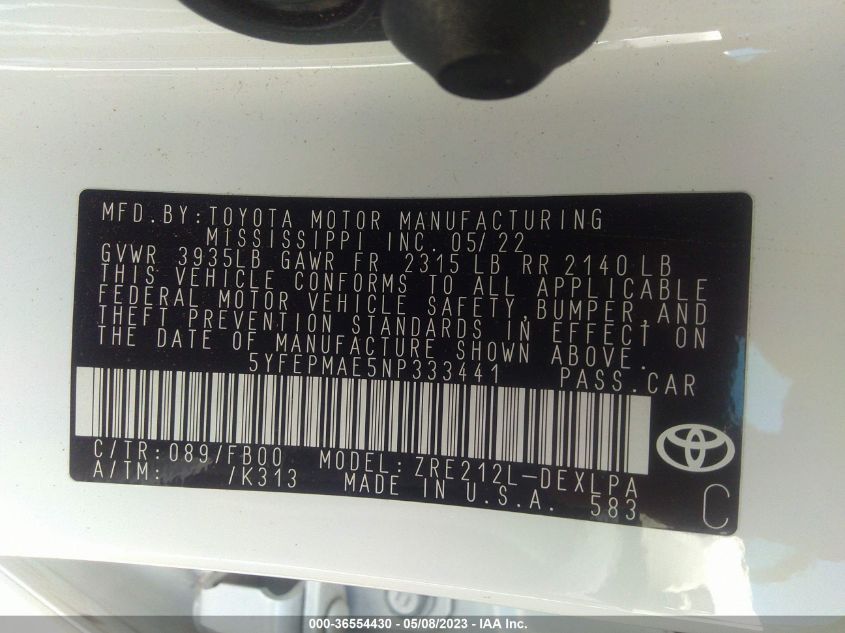 MFD.BY:TOYOTA MOTOR MANUFACTURING
MISSISSIPPI INC. 05/22
GVWR 3935LB GAWR FR 2315 LB RR 2140 LB
THIS VEHICLE CONFORMS TO ALL APPLICABLE
FEDERAL MOTOR VEHICLE SAFETY, BUMPER, AND
THEFT PREVENTION STANDARDS IN EFFECT ON
THE DATE OF MANUFACTURE SHOWN ABOVE.
5YFEPMAE5NP333441 PASS.CAR
C/TR:089/FB00 MODEL:ZRE212L-DEXLPA
A/TM: /K313 MADE IN U.S.A. 583
C
000-36554430 - 05/08/2023 - IAAI Inc.